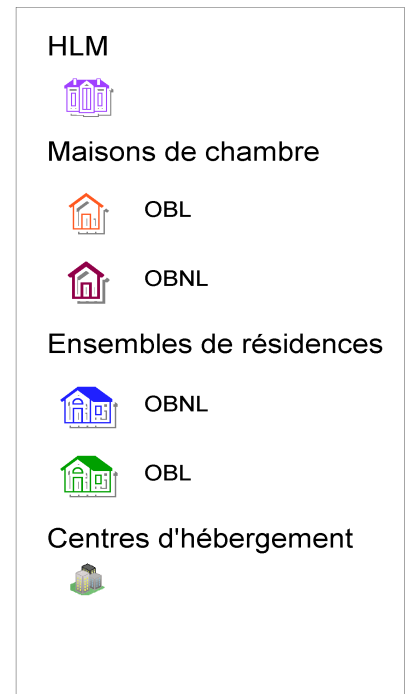 HLM
Maisons de chambre
OBL
OBNL
Ensembles de résidences
OBNL
OBL
Centres d'hébergement